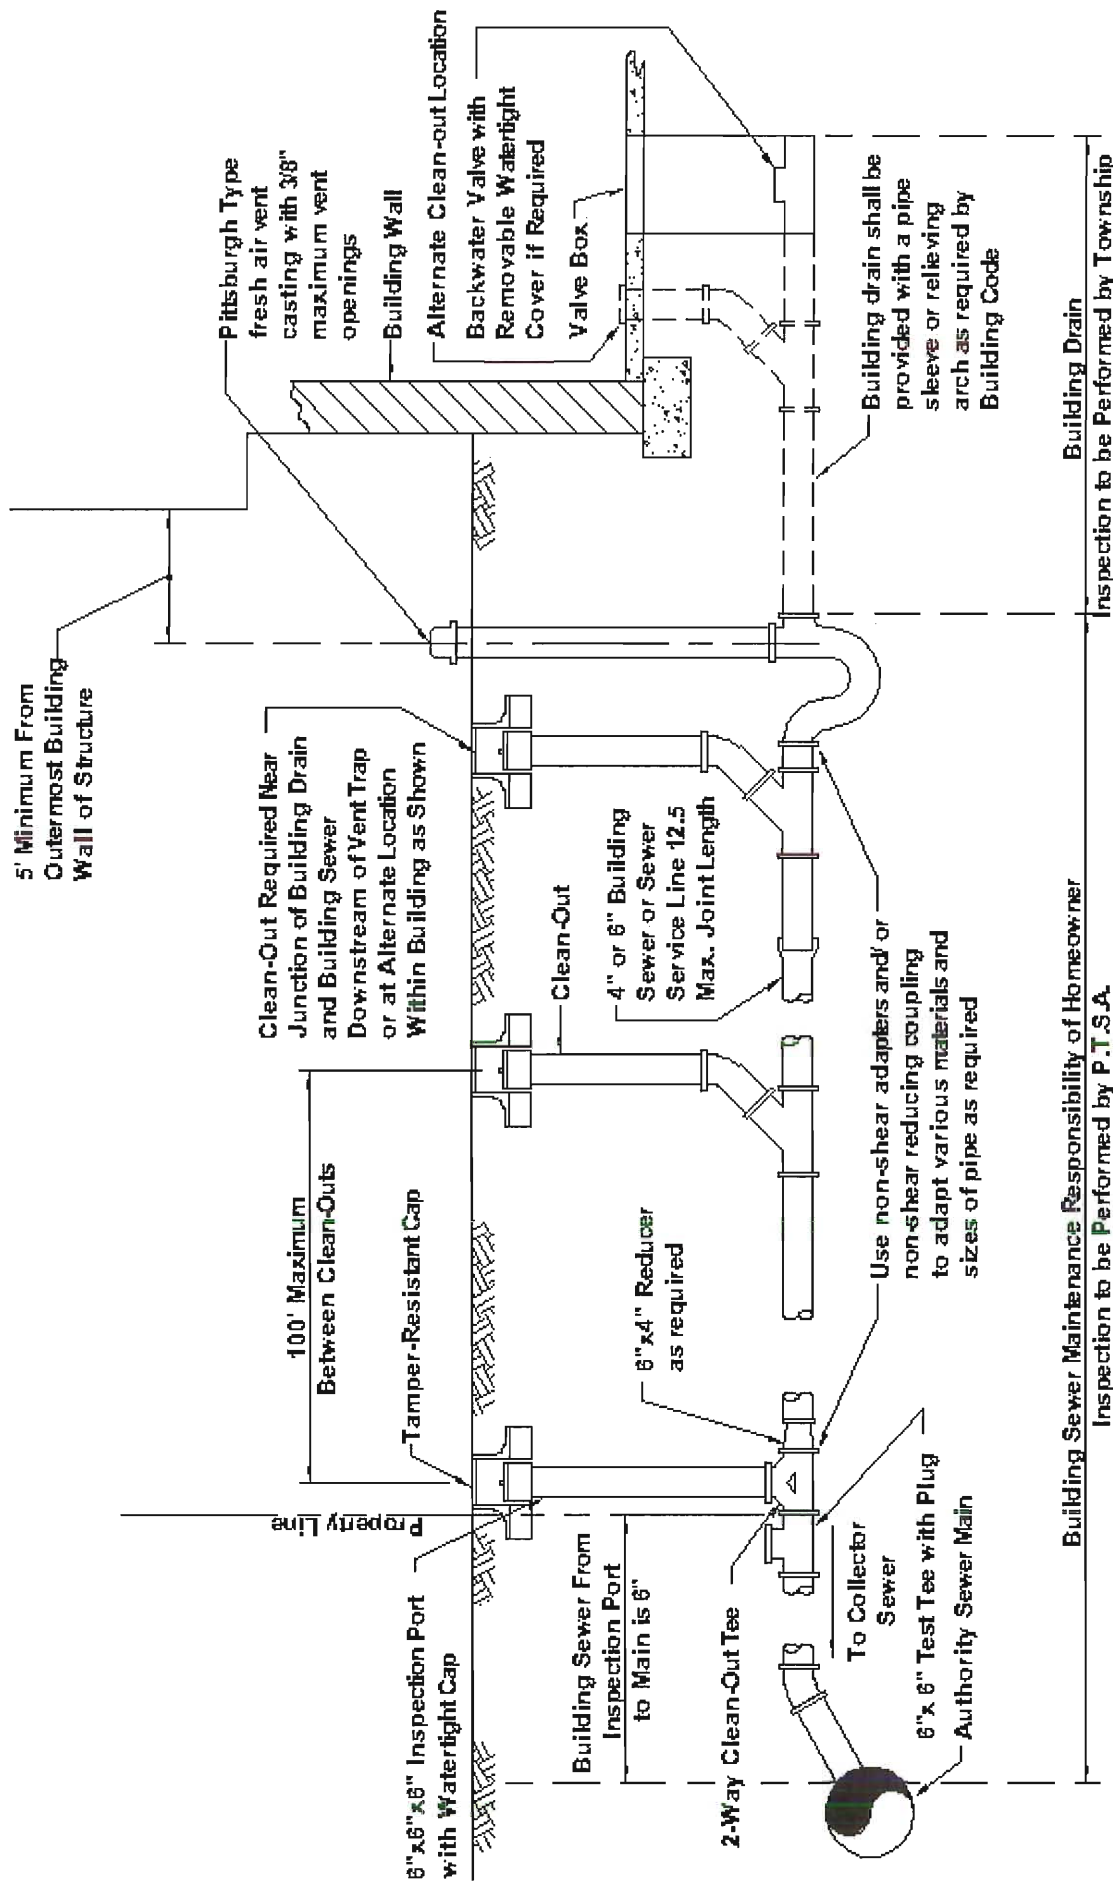 5' Minimum From
Outermost Building
Wall of Structure
Pittsburgh Type
fresh air vent
casting with 3/8"
maximum vent
openings
Building Wall
Alternate Clean-out Location
Backwater Valve with
Removable Watertight
Cover if Required
Valve Box
Clean-Out Required Near
Junction of Building Drain
and Building Sewer
Downstream of Vent Trap
or at Alternate Location
Within Building as Shown
100' Maximum
Between Clean-Outs
Tamper-Resistant Cap
Property Line
6"x6"x6" Inspection Port
with Watertight Cap
Clean-Out
4" or 6" Building
Sewer or Sewer
Service Line 12.5
Max. Joint Length
Building Sewer From
Inspection Port
to Main is 6"
6"x4" Reducer
as required
2-Way Clean-Out Tee
To Collector
Sewer
6"x 6" Test Tee with Plug
Authority Sewer Main
Use non-shear adapters and/ or
non-shear reducing coupling
to adapt various materials and
sizes of pipe as required
Building drain shall be
provided with a pipe
sleeve or relieving
arch as required by
Building Code
Building Sewer Maintenance Responsibility of Homeowner
Inspection to be Performed by P.T.S.A.
Building Drain
Inspection to be Performed by Township